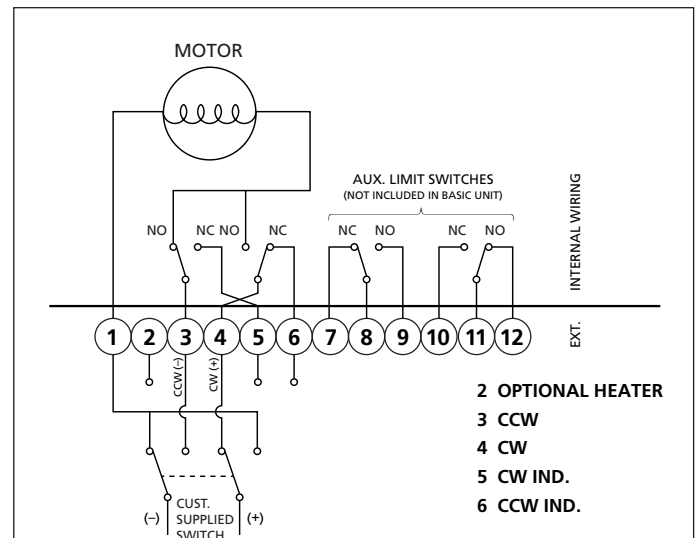 MOTOR
AUX. LIMIT SWITCHES
(NOT INCLUDED IN BASIC UNIT)
NO NC NO NC NC NO NC NO
INTERNAL WIRING
1 2 3 4 5 6 7 8 9 10 11 12
EXT.
CCW (–)
CW (+)
2 OPTIONAL HEATER
3 CCW
4 CW
5 CW IND.
6 CCW IND.
(–)
CUST.
SUPPLIED
SWITCH
(+)